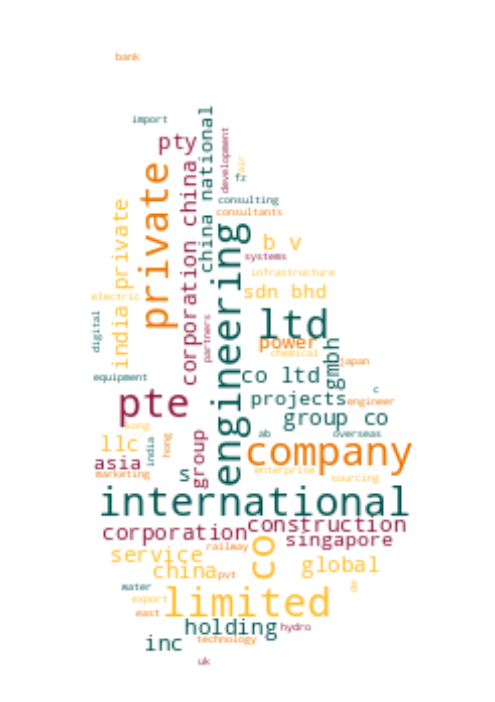 bank
import
pty
china national
development
air
fz
private
corporation china
consulting
consultants
india private
engineering
b v
systems
infrastructure
electric
sdn bhd
digital
partners
ltd
power
gmbh
chemical
japan
equipment
co ltd
c
pte
projects
engineer
group co
kong
hong
india
group
ab
overseas
llc
company
asia
marketing
s
enterprise
sourcing
international
corporation
construction
co
singapore
service
railway
china
pvt
global
water
export
limited
east
holding
hydro
inc
technology
uk